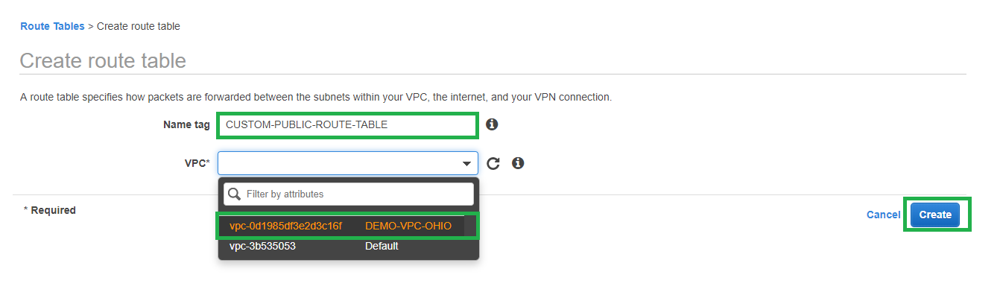 Route Tables > Create route table
Create route table
A route table specifies how packets are forwarded between the subnets within your VPC, the internet, and your VPN connection.
Name tag CUSTOM-PUBLIC-ROUTE-TABLE
VPC*
Filter by attributes
* Required
Cancel Create
vpc-0d1985df3e2d3c16f DEMO-VPC-OHIO
vpc-3b535053 Default